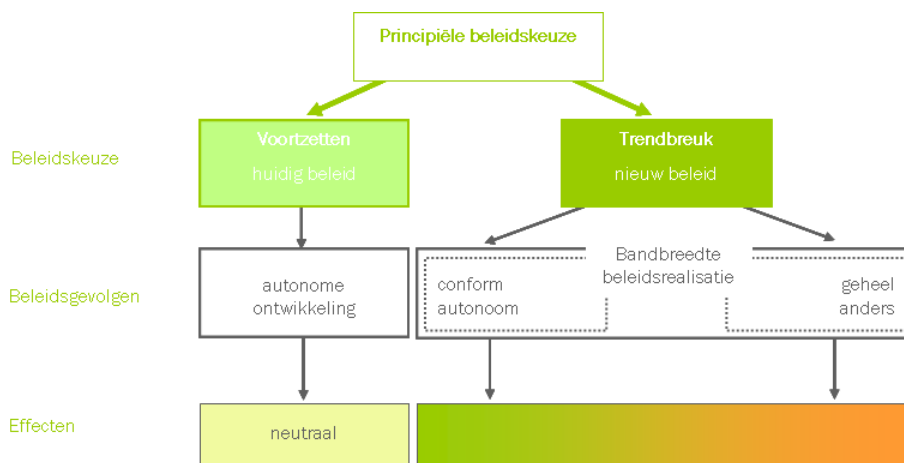 Principiële beleidskeuze
Beleidskeuze
Voortzetten
huidig beleid
Trendbreuk
nieuw beleid
Beleidsgevolgen
autonome
ontwikkeling
conform
autonoom
Bandbreedte
beleidsrealisatie
geheel
anders
Effecten
neutraal